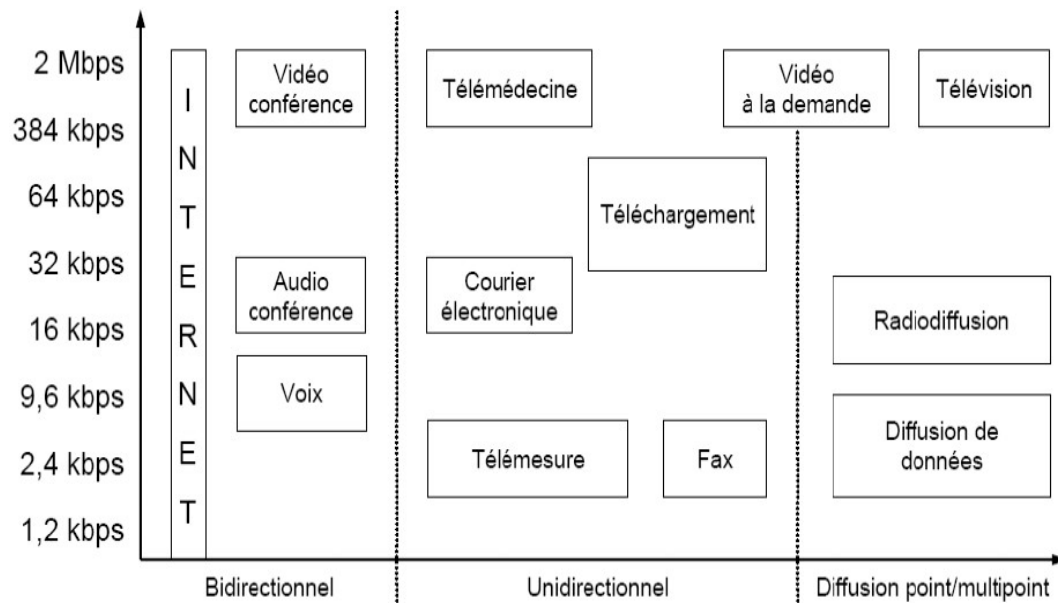 2 Mbps
384 kbps
64 kbps
32 kbps
16 kbps
9,6 kbps
2,4 kbps
1,2 kbps
INTERNET
Vidéo
conférence
Audio
conférence
Voix
Télémédecine
Vidéo
à la demande
Télévision
Téléchargement
Courier
électronique
Radiodiffusion
Télémesure
Fax
Diffusion de
données
Bidirectionnel
Unidirectionnel
Diffusion point/multipoint